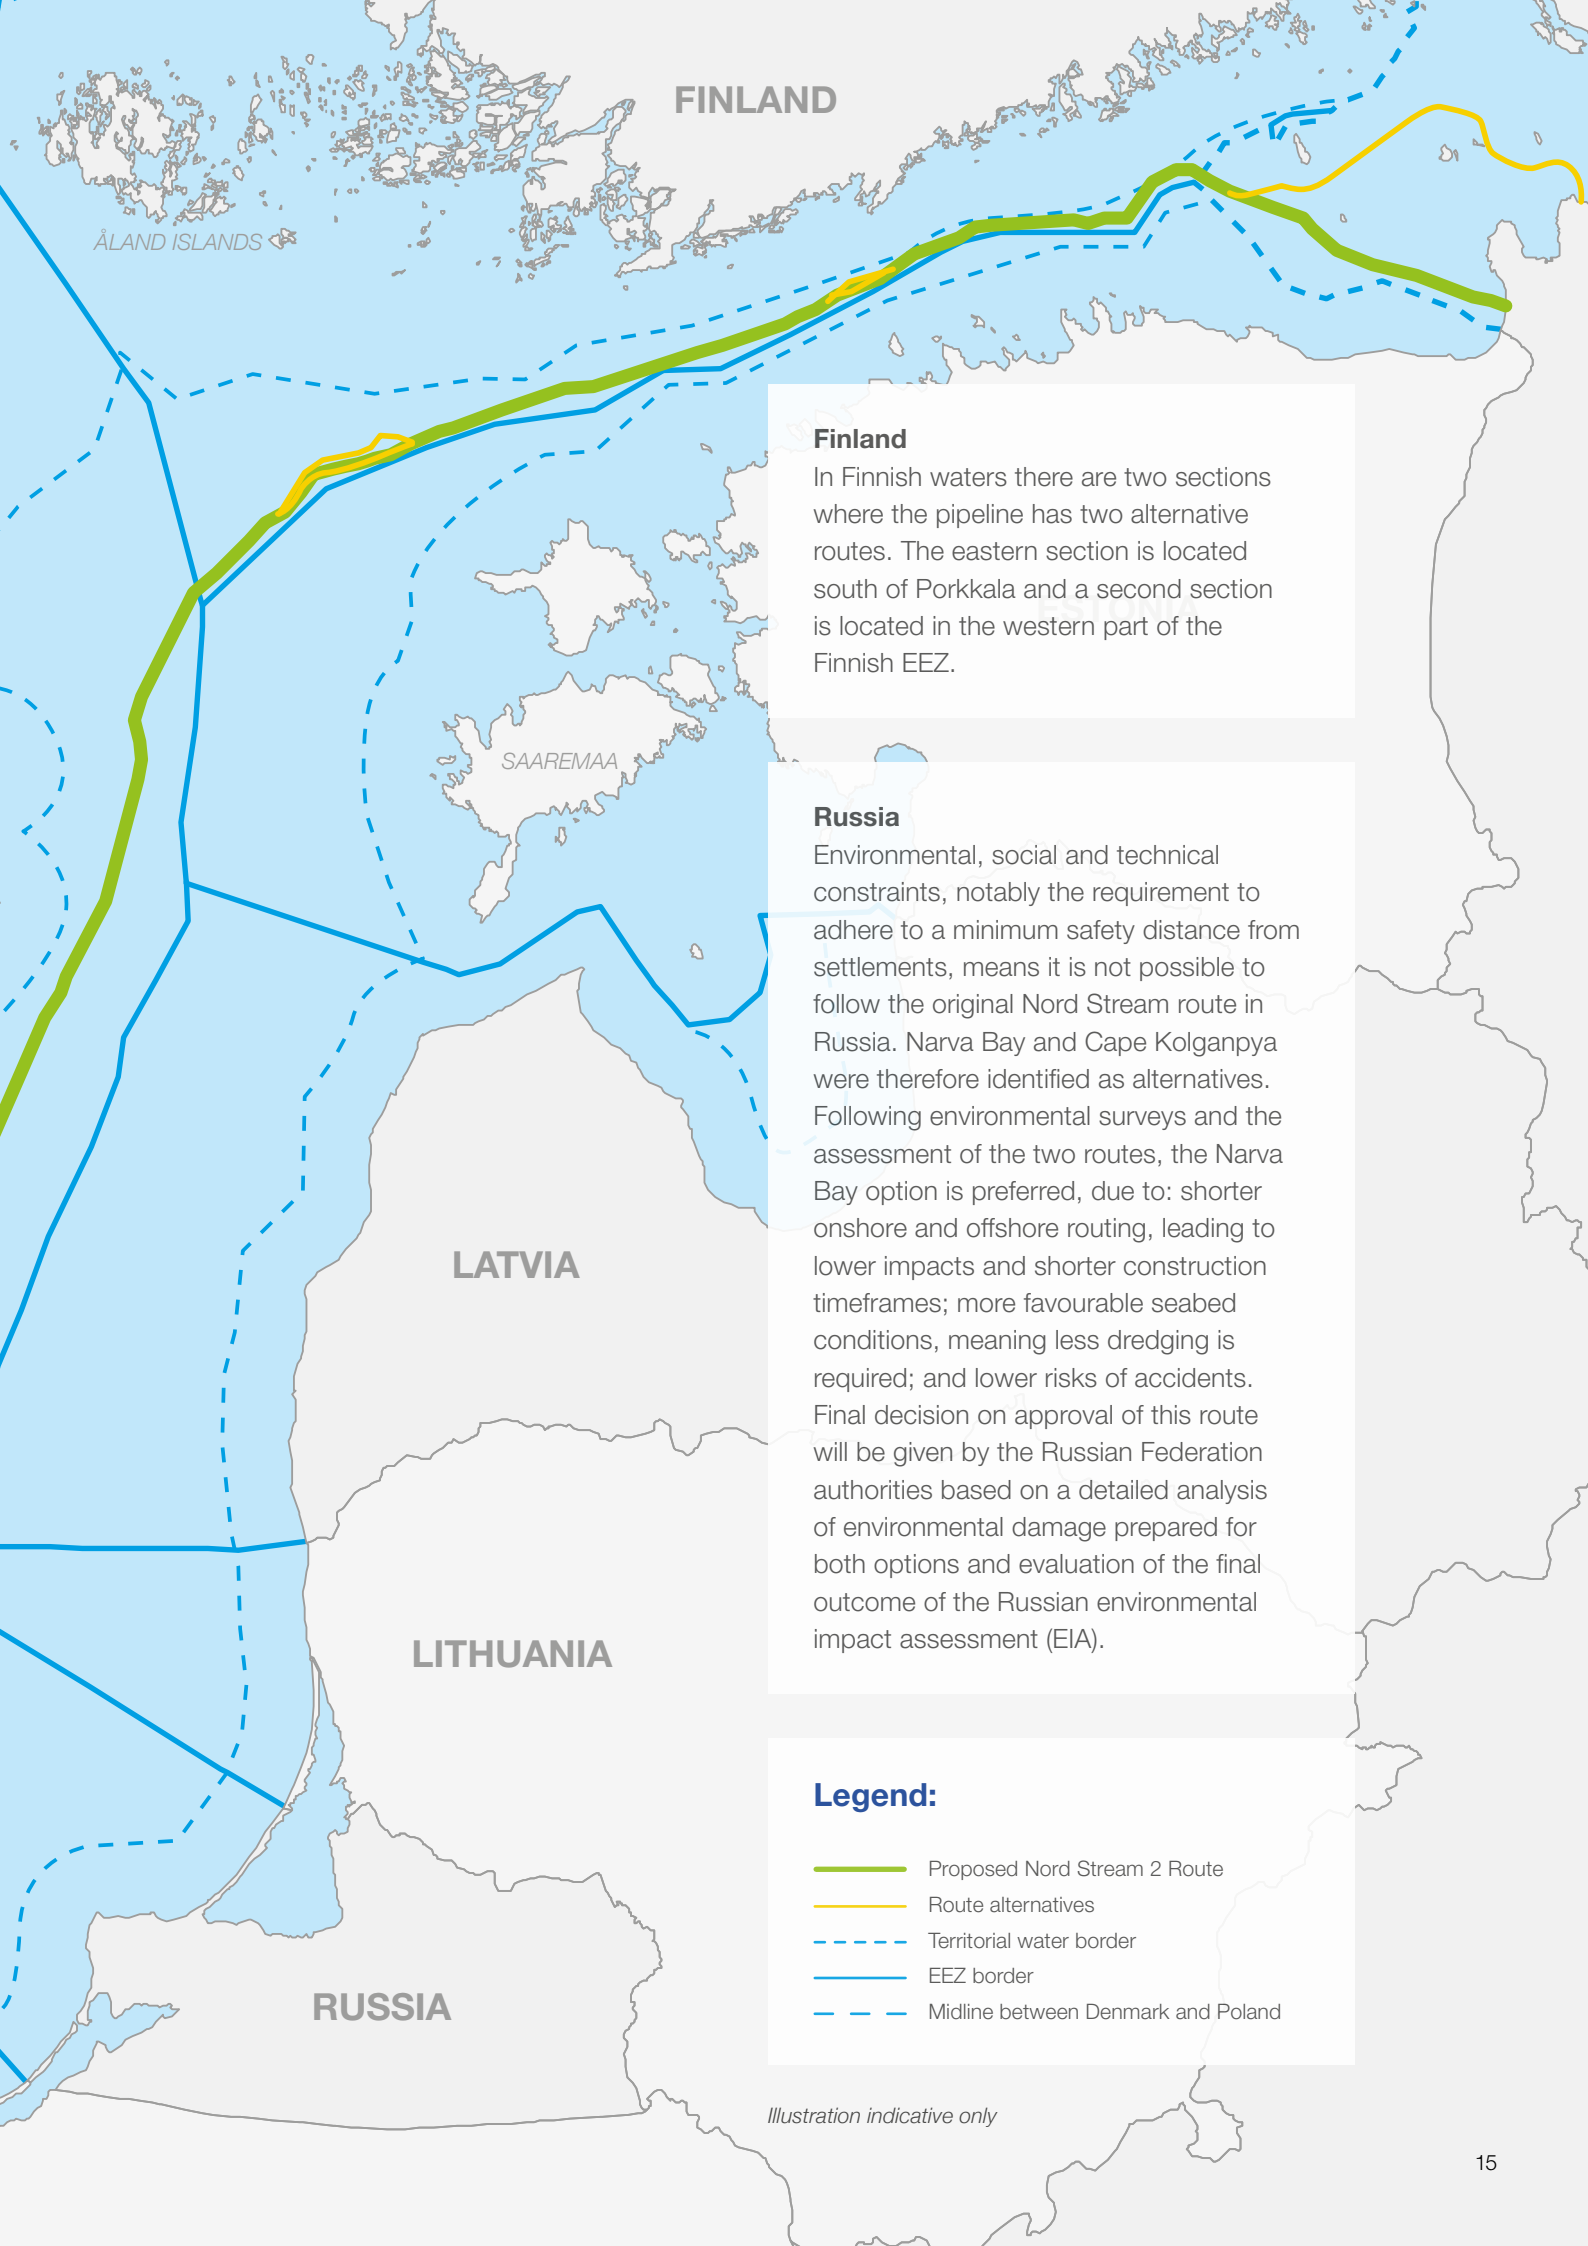 FINLAND
ÅLAND ISLANDS
Finland
In Finnish waters there are two sections
where the pipeline has two alternative
routes. The eastern section is located
south of Porkkala and a second section
is located in the western part of the
Finnish EEZ.
ESTONIA
SAAREMAA
Russia
Environmental, social and technical
constraints, notably the requirement to
adhere to a minimum safety distance from
settlements, means it is not possible to
follow the original Nord Stream route in
Russia. Narva Bay and Cape Kolganpya
were therefore identified as alternatives.
Following environmental surveys and the
assessment of the two routes, the Narva
Bay option is preferred, due to: shorter
onshore and offshore routing, leading to
lower impacts and shorter construction
timeframes; more favourable seabed
conditions, meaning less dredging is
required; and lower risks of accidents.
Final decision on approval of this route
will be given by the Russian Federation
authorities based on a detailed analysis
of environmental damage prepared for
both options and evaluation of the final
outcome of the Russian environmental
impact assessment (EIA).
LATVIA
LITHUANIA
RUSSIA
Legend:
Proposed Nord Stream 2 Route
Route alternatives
Territorial water border
EEZ border
Midline between Denmark and Poland
Illustration indicative only
15